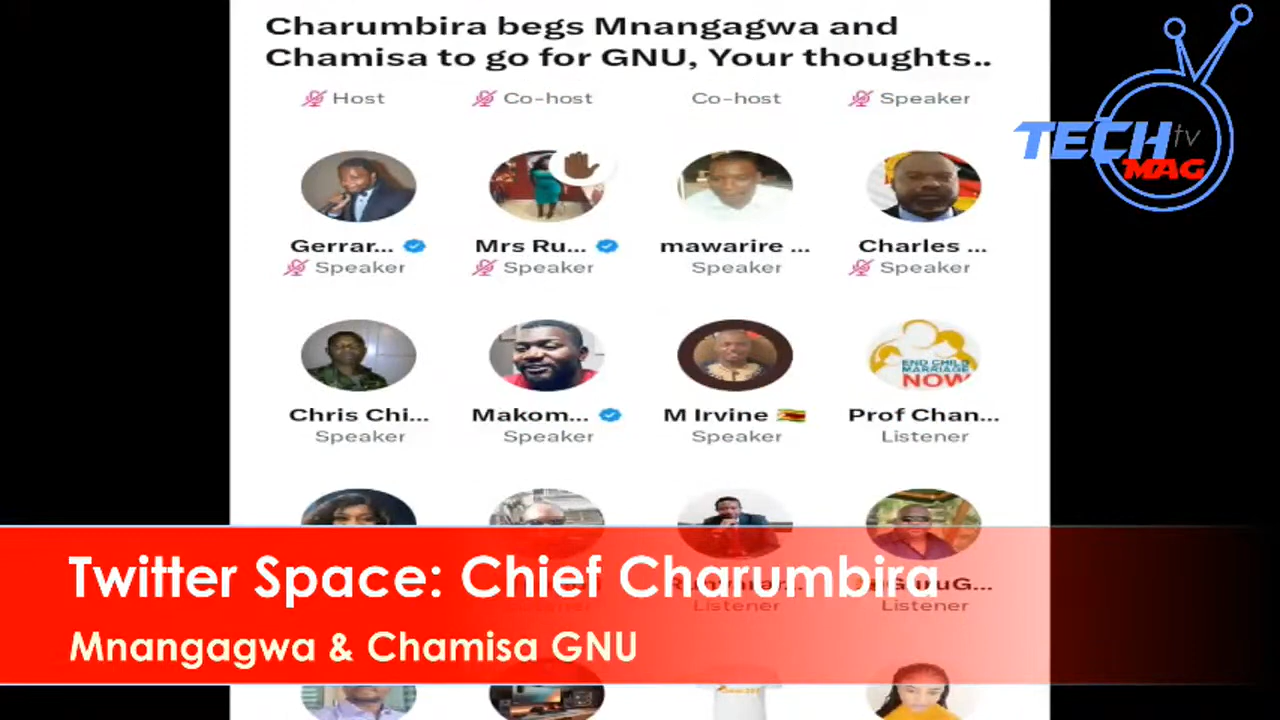 Charumbira begs Mnangagwa and
Chamisa to go for GNU, Your thoughts..
Host Co-host Co-host Speaker
TECH tv
MAG
Gerrar... Mrs Ru... mawarire ... Charles ...
Speaker Speaker Speaker Speaker
END CHILD
MARRIAGE
NOW
Chris Chi... Makom... M Irvine 🇿🇼 Prof Chan...
Speaker Speaker Speaker Listener
Twitter Space: Chief Charumbira
Listener Listener
Mnangagwa & Chamisa GNU